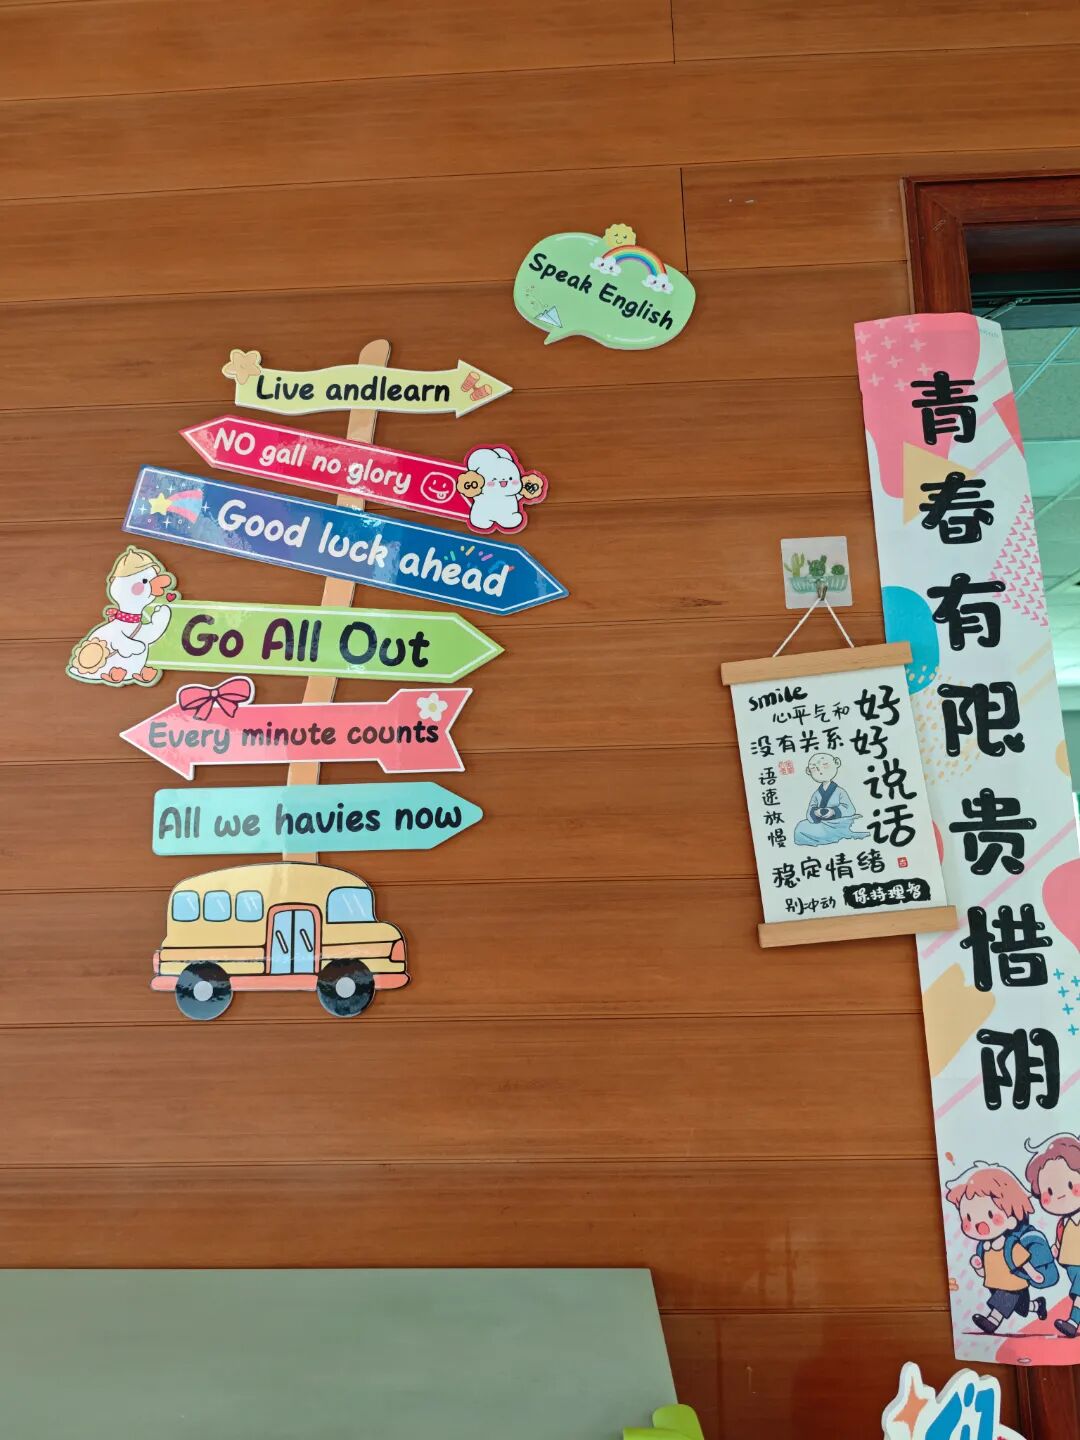 Speak English
Live andlearn
NO gall no glory
GO
Good luck ahead
Go All Out
Every minute counts
All we havies now
smile
心平气和
没有关系
语速放慢
好好说话
稳定情绪
别冲动
保持理智
青春有限贵惜阴